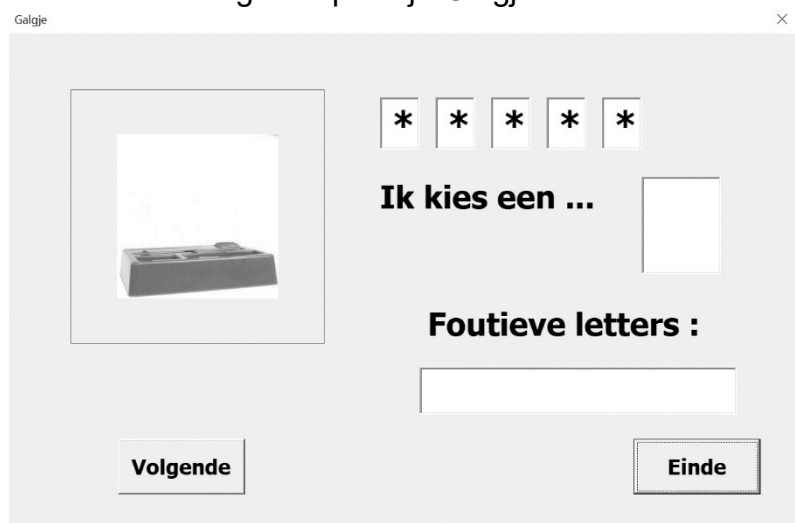 Galgje
* * * * *
Ik kies een ...
Foutieve letters :
Volgende
Einde